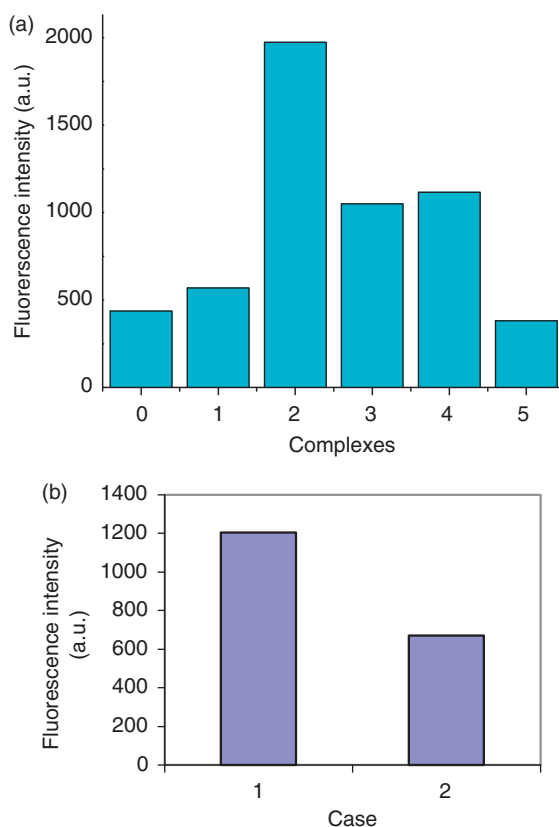 (a)
Fluorerscence intensity (a.u.)
2000
1500
1000
500
0
0 1 2 3 4 5
Complexes
(b)
Fluorescence intensity
(a.u.)
1400
1200
1000
800
600
400
200
0
1 2
Case